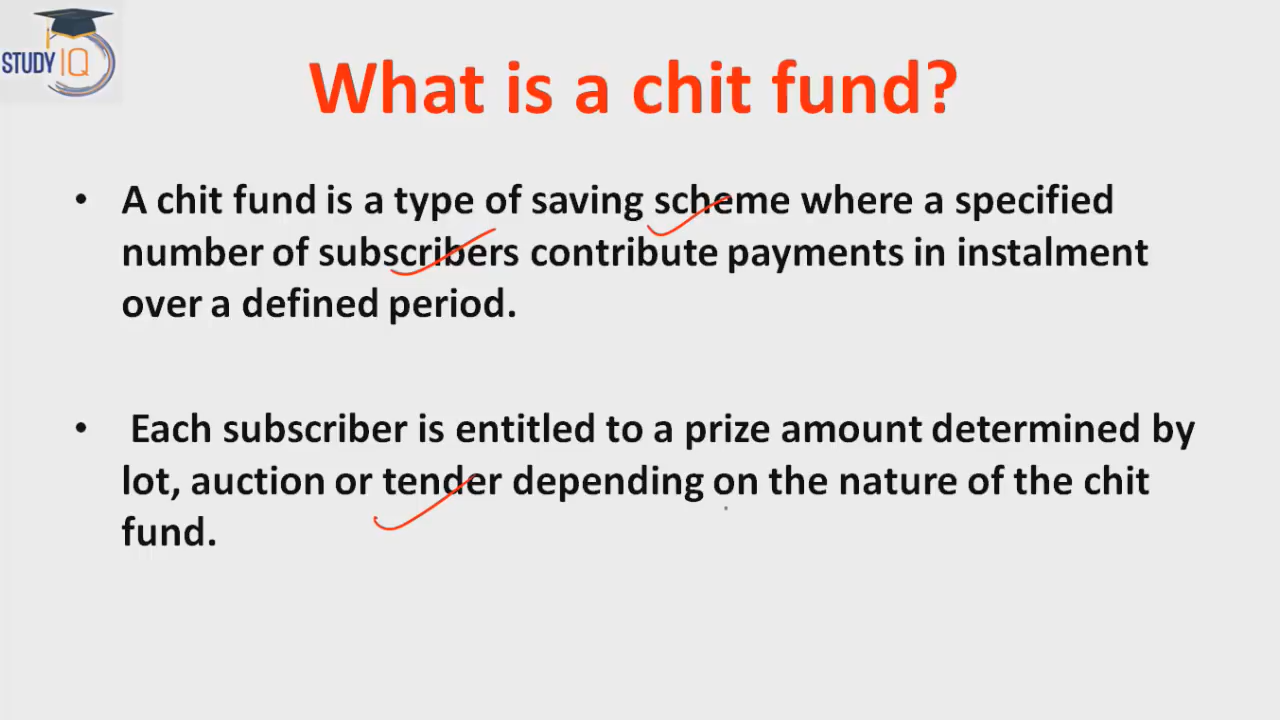 STUDY IQ
What is a chit fund?
• A chit fund is a type of saving scheme where a specified
number of subscribers contribute payments in instalment
over a defined period.
• Each subscriber is entitled to a prize amount determined by
lot, auction or tender depending on the nature of the chit
fund.